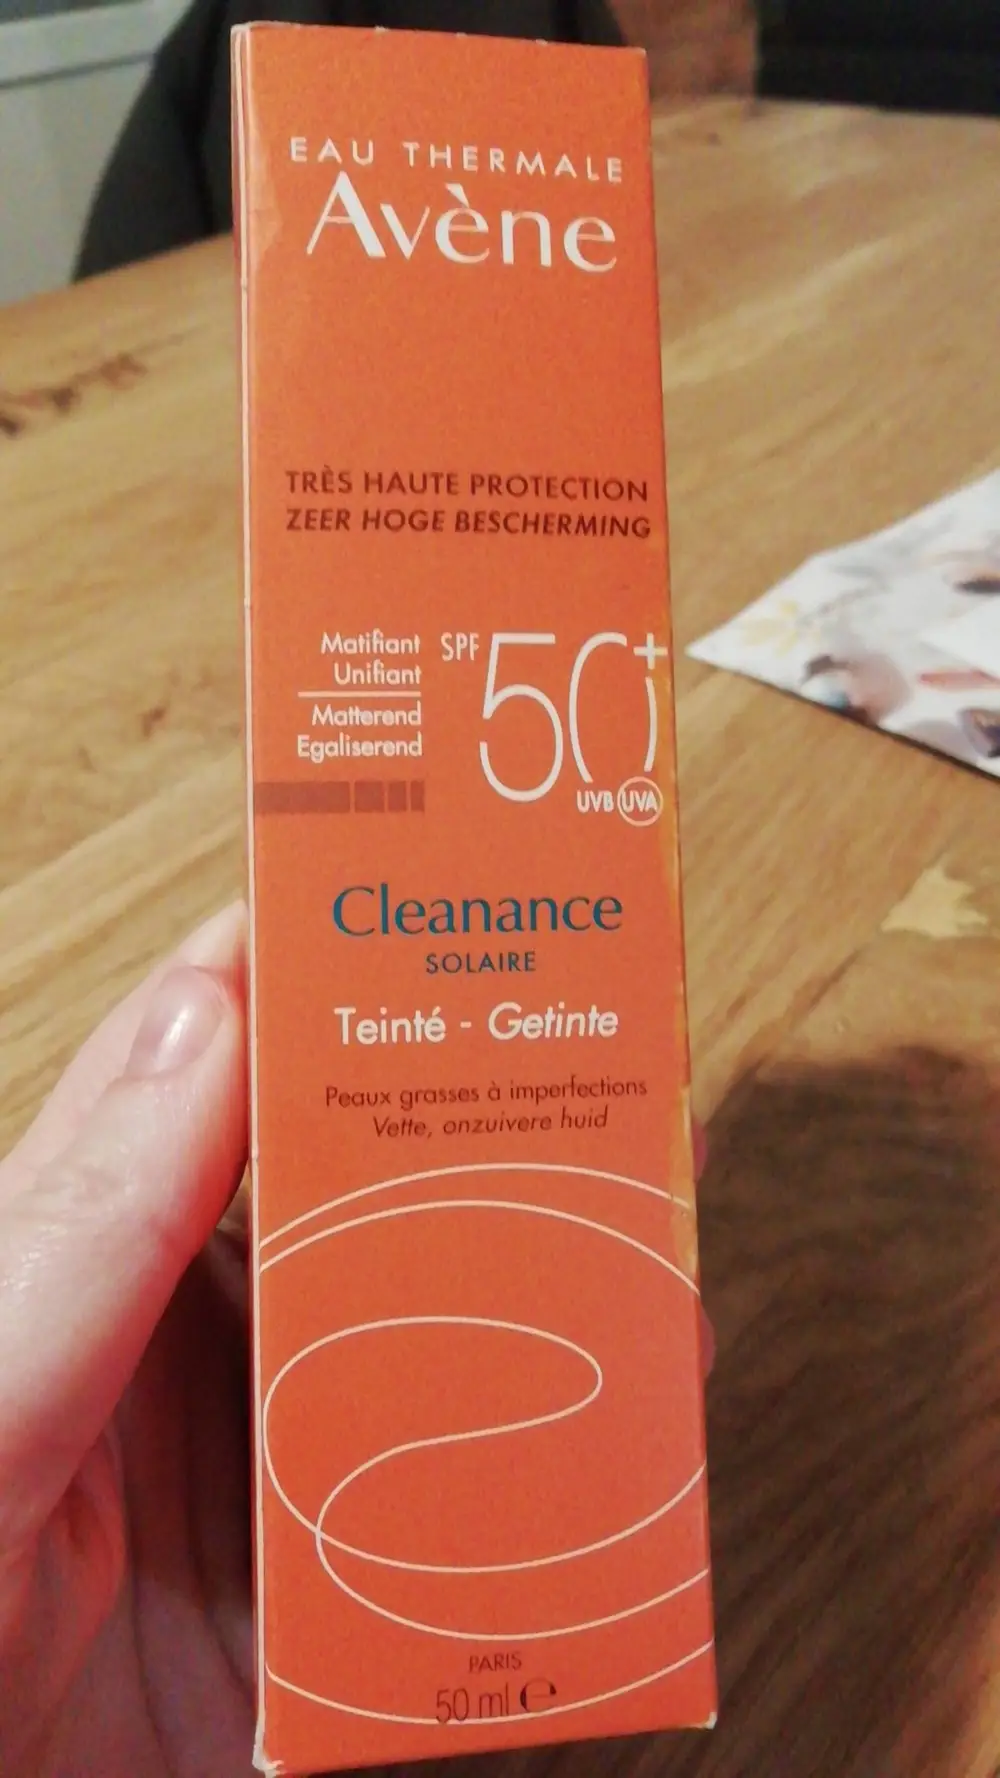 EAU THERMALE
Avène
TRÈS HAUTE PROTECTION
ZEER HOGE BESCHERMING
Matifiant
Unifiant
Matterend
Egaliserend
SPF 50+
UVB UVA
Cleanance
SOLAIRE
Teinté - Getinte
Peaux grasses à imperfections
Vette, onzuivere huid
PARIS
50 ml ℮